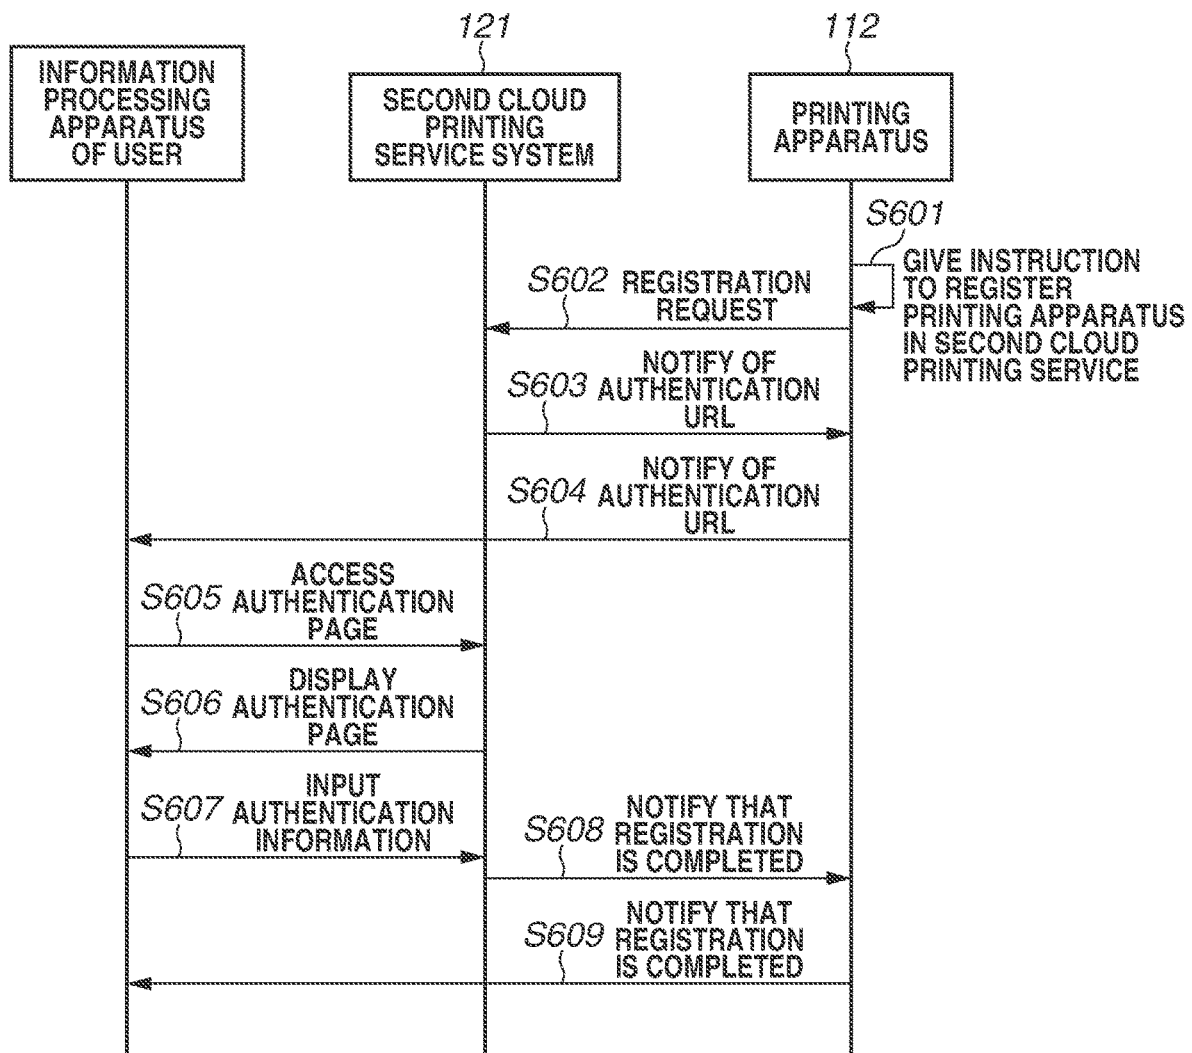 121
112
INFORMATION
PROCESSING
APPARATUS
OF USER
SECOND CLOUD
PRINTING
SERVICE SYSTEM
PRINTING
APPARATUS
S601
GIVE INSTRUCTION
TO REGISTER
PRINTING APPARATUS
IN SECOND CLOUD
PRINTING SERVICE
S602
REGISTRATION
REQUEST
S603
NOTIFY OF
AUTHENTICATION
URL
S604
NOTIFY OF
AUTHENTICATION
URL
S605
ACCESS
AUTHENTICATION
PAGE
S606
DISPLAY
AUTHENTICATION
PAGE
S607
INPUT
AUTHENTICATION
INFORMATION
S608
NOTIFY THAT
REGISTRATION
IS COMPLETED
S609
NOTIFY THAT
REGISTRATION
IS COMPLETED